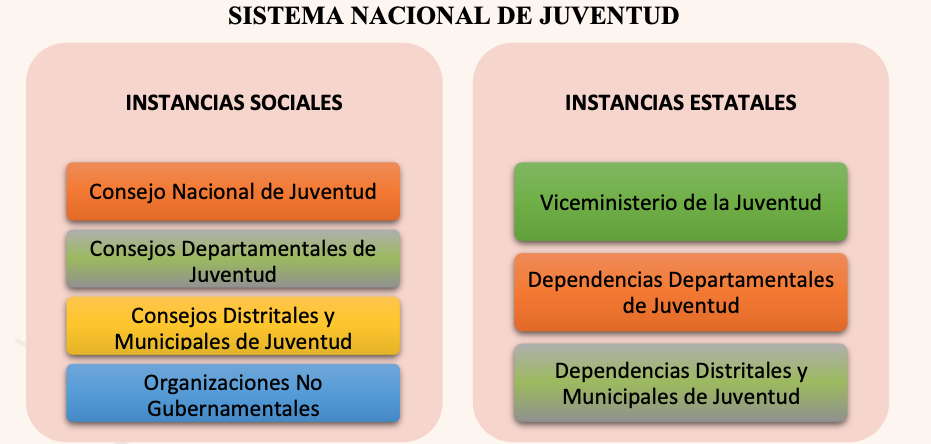 SISTEMA NACIONAL DE JUVENTUD
INSTANCIAS SOCIALES
Consejo Nacional de Juventud
Consejos Departamentales de
Juventud
Consejos Distritales y
Municipales de Juventud
Organizaciones No
Gubernamentales
INSTANCIAS ESTATALES
Viceministerio de la Juventud
Dependencias Departamentales
de Juventud
Dependencias Distritales y
Municipales de Juventud